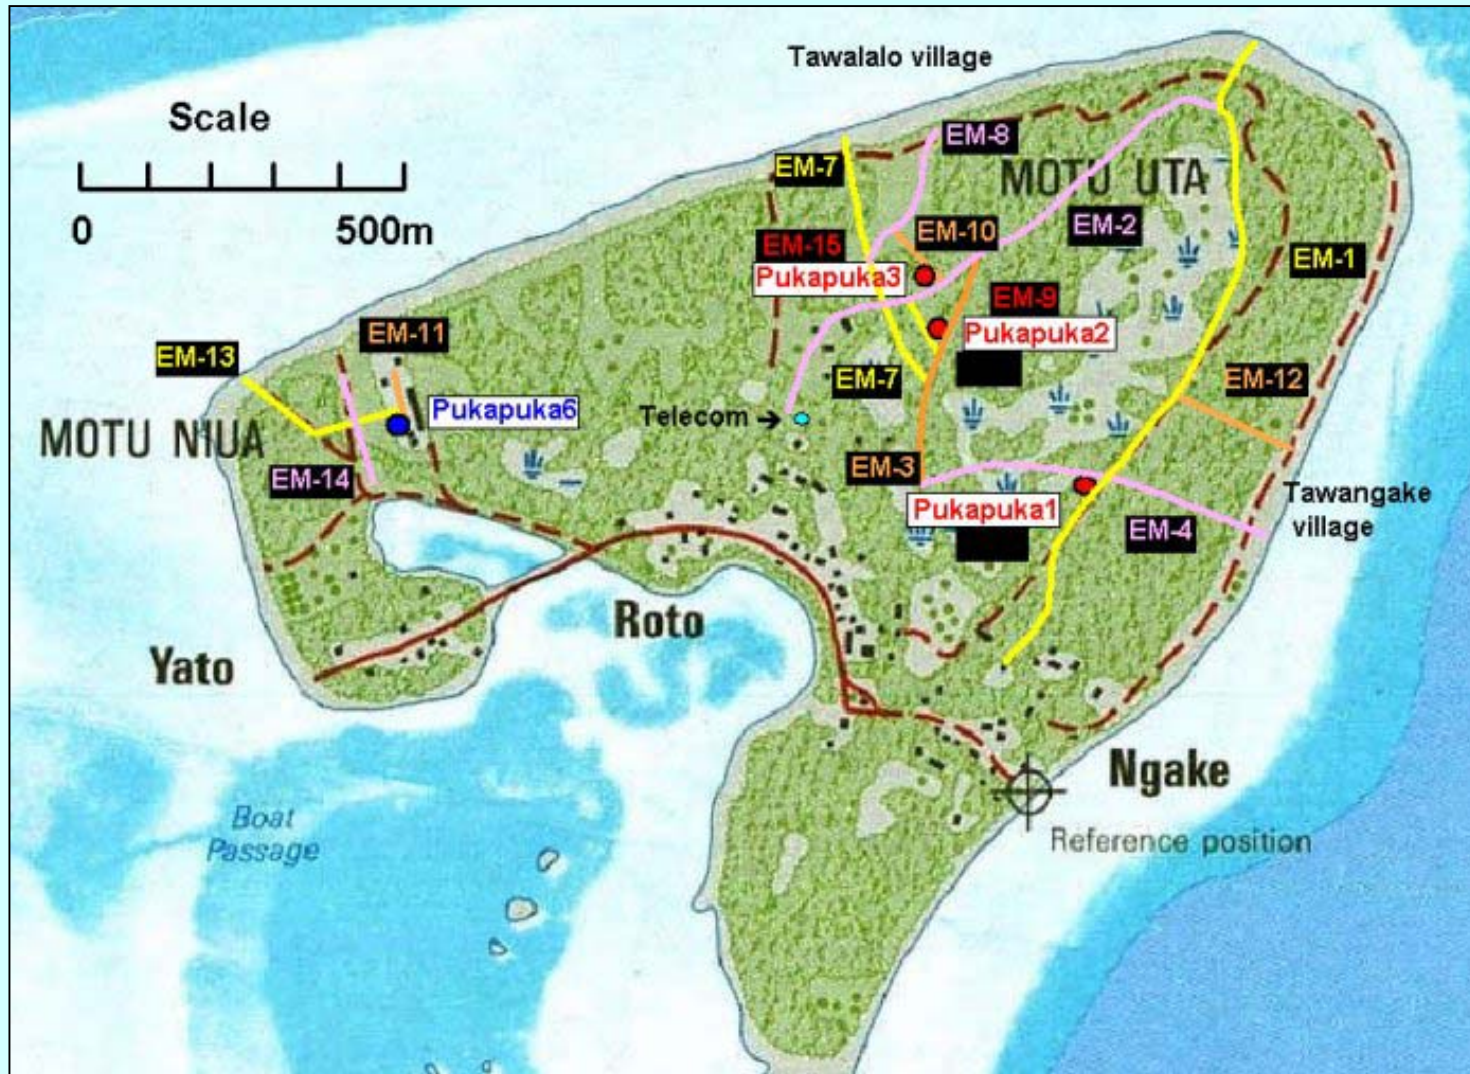 Tawalalo village
Scale
0
500m
EM-8
EM-7
MOTU UTA
EM-10
EM-2
EM-15
EM-1
Pukapuka3
EM-9
Pukapuka2
EM-11
EM-13
EM-7
EM-12
Pukapuka6
Telecom →
MOTU NIUA
EM-3
EM-14
Pukapuka1
Tawangake
village
EM-4
Roto
Yato
Ngake
Boat
Passage
Reference position